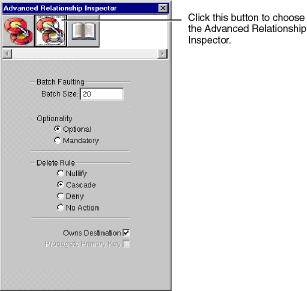 Advanced Relationship Inspector
Click this button to choose
the Advanced Relationship
Inspector.
Batch Faulting
Batch Size: 20
Optionality
Optional
Mandatory
Delete Rule
Nullify
Cascade
Deny
No Action
Owns Destination
Propagate Primary Key